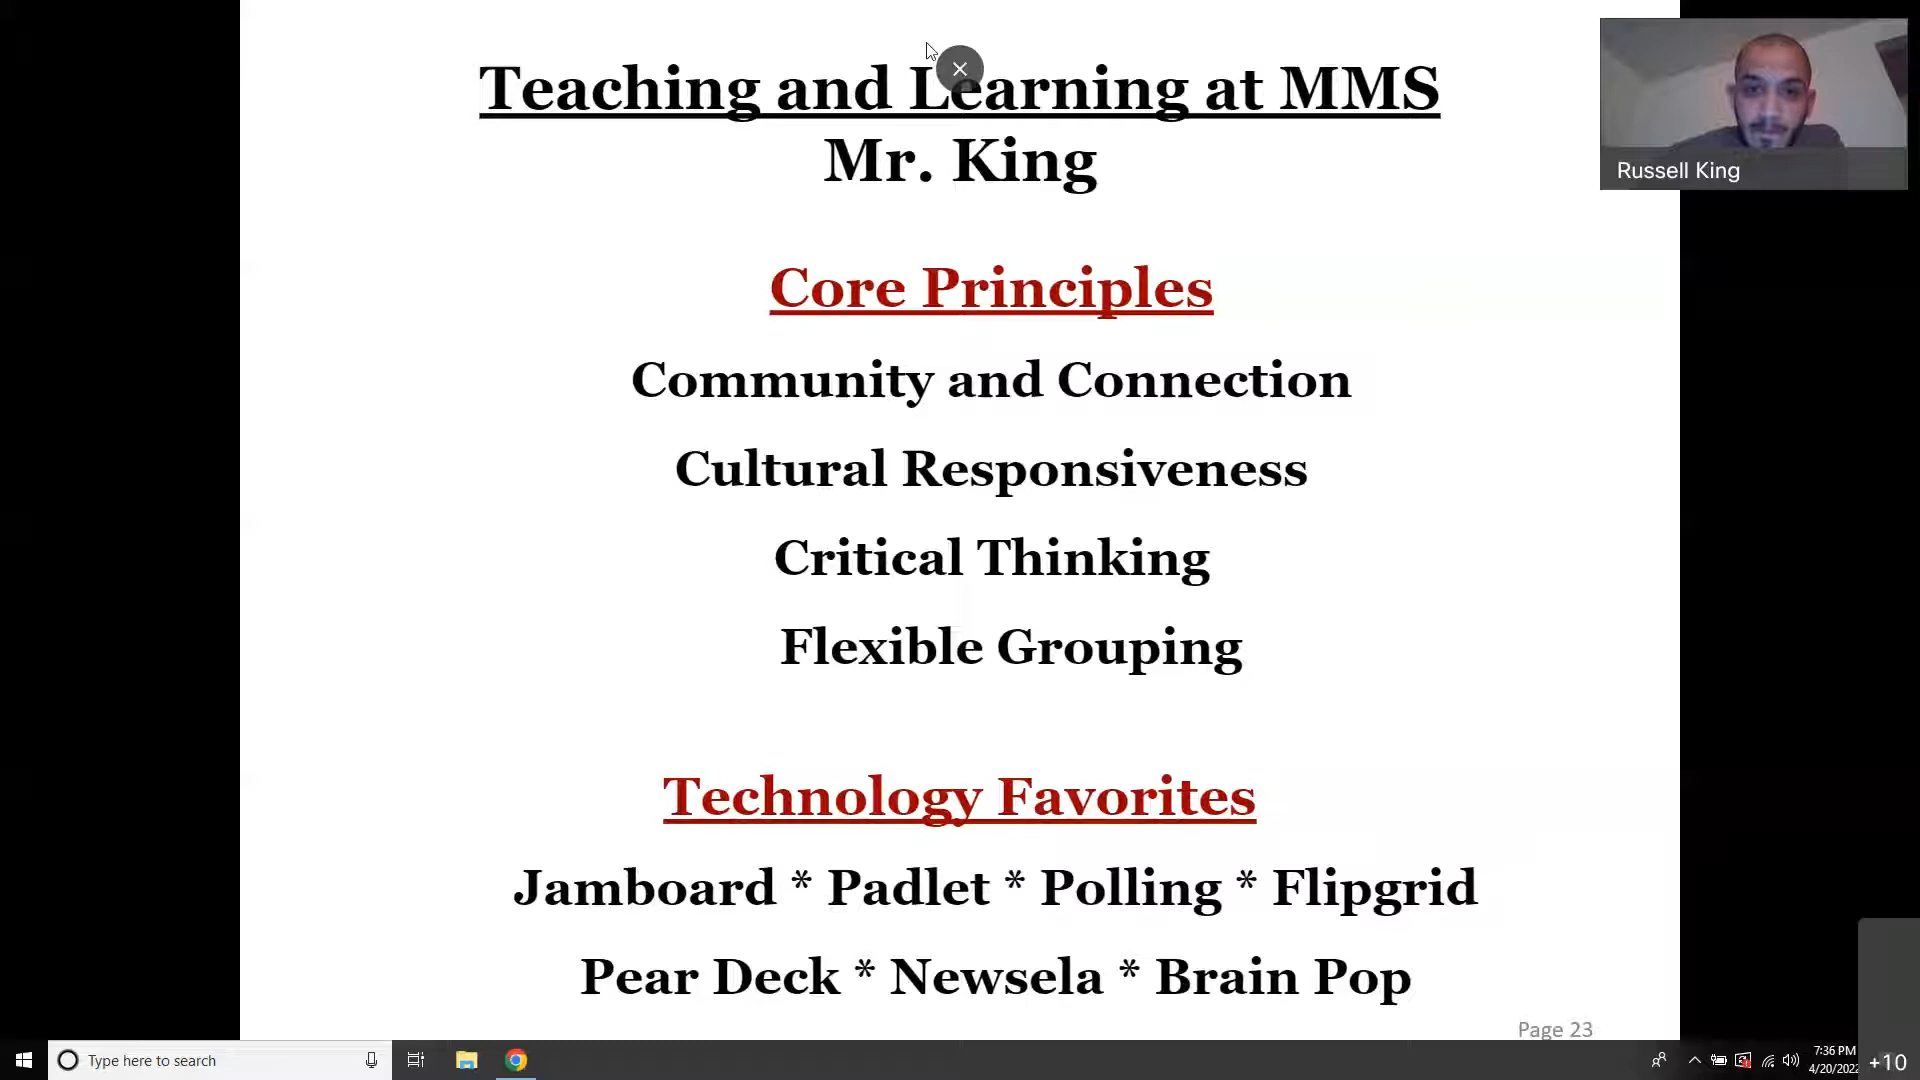 Teaching and Learning at MMS
Mr. King
Russell King
Core Principles
Community and Connection
Cultural Responsiveness
Critical Thinking
Flexible Grouping
Technology Favorites
Jamboard * Padlet * Polling * Flipgrid
Pear Deck * Newsela * Brain Pop
Page 23
Type here to search
7:36 PM
4/20/2022
+10